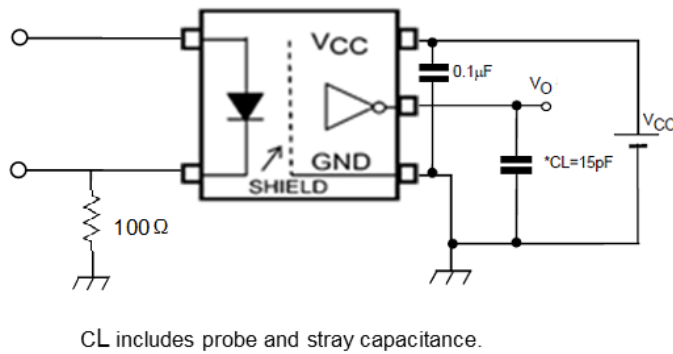 VCC
0.1µF
VO
VCC
*CL=15pF
GND
SHIELD
100Ω
CL includes probe and stray capacitance.